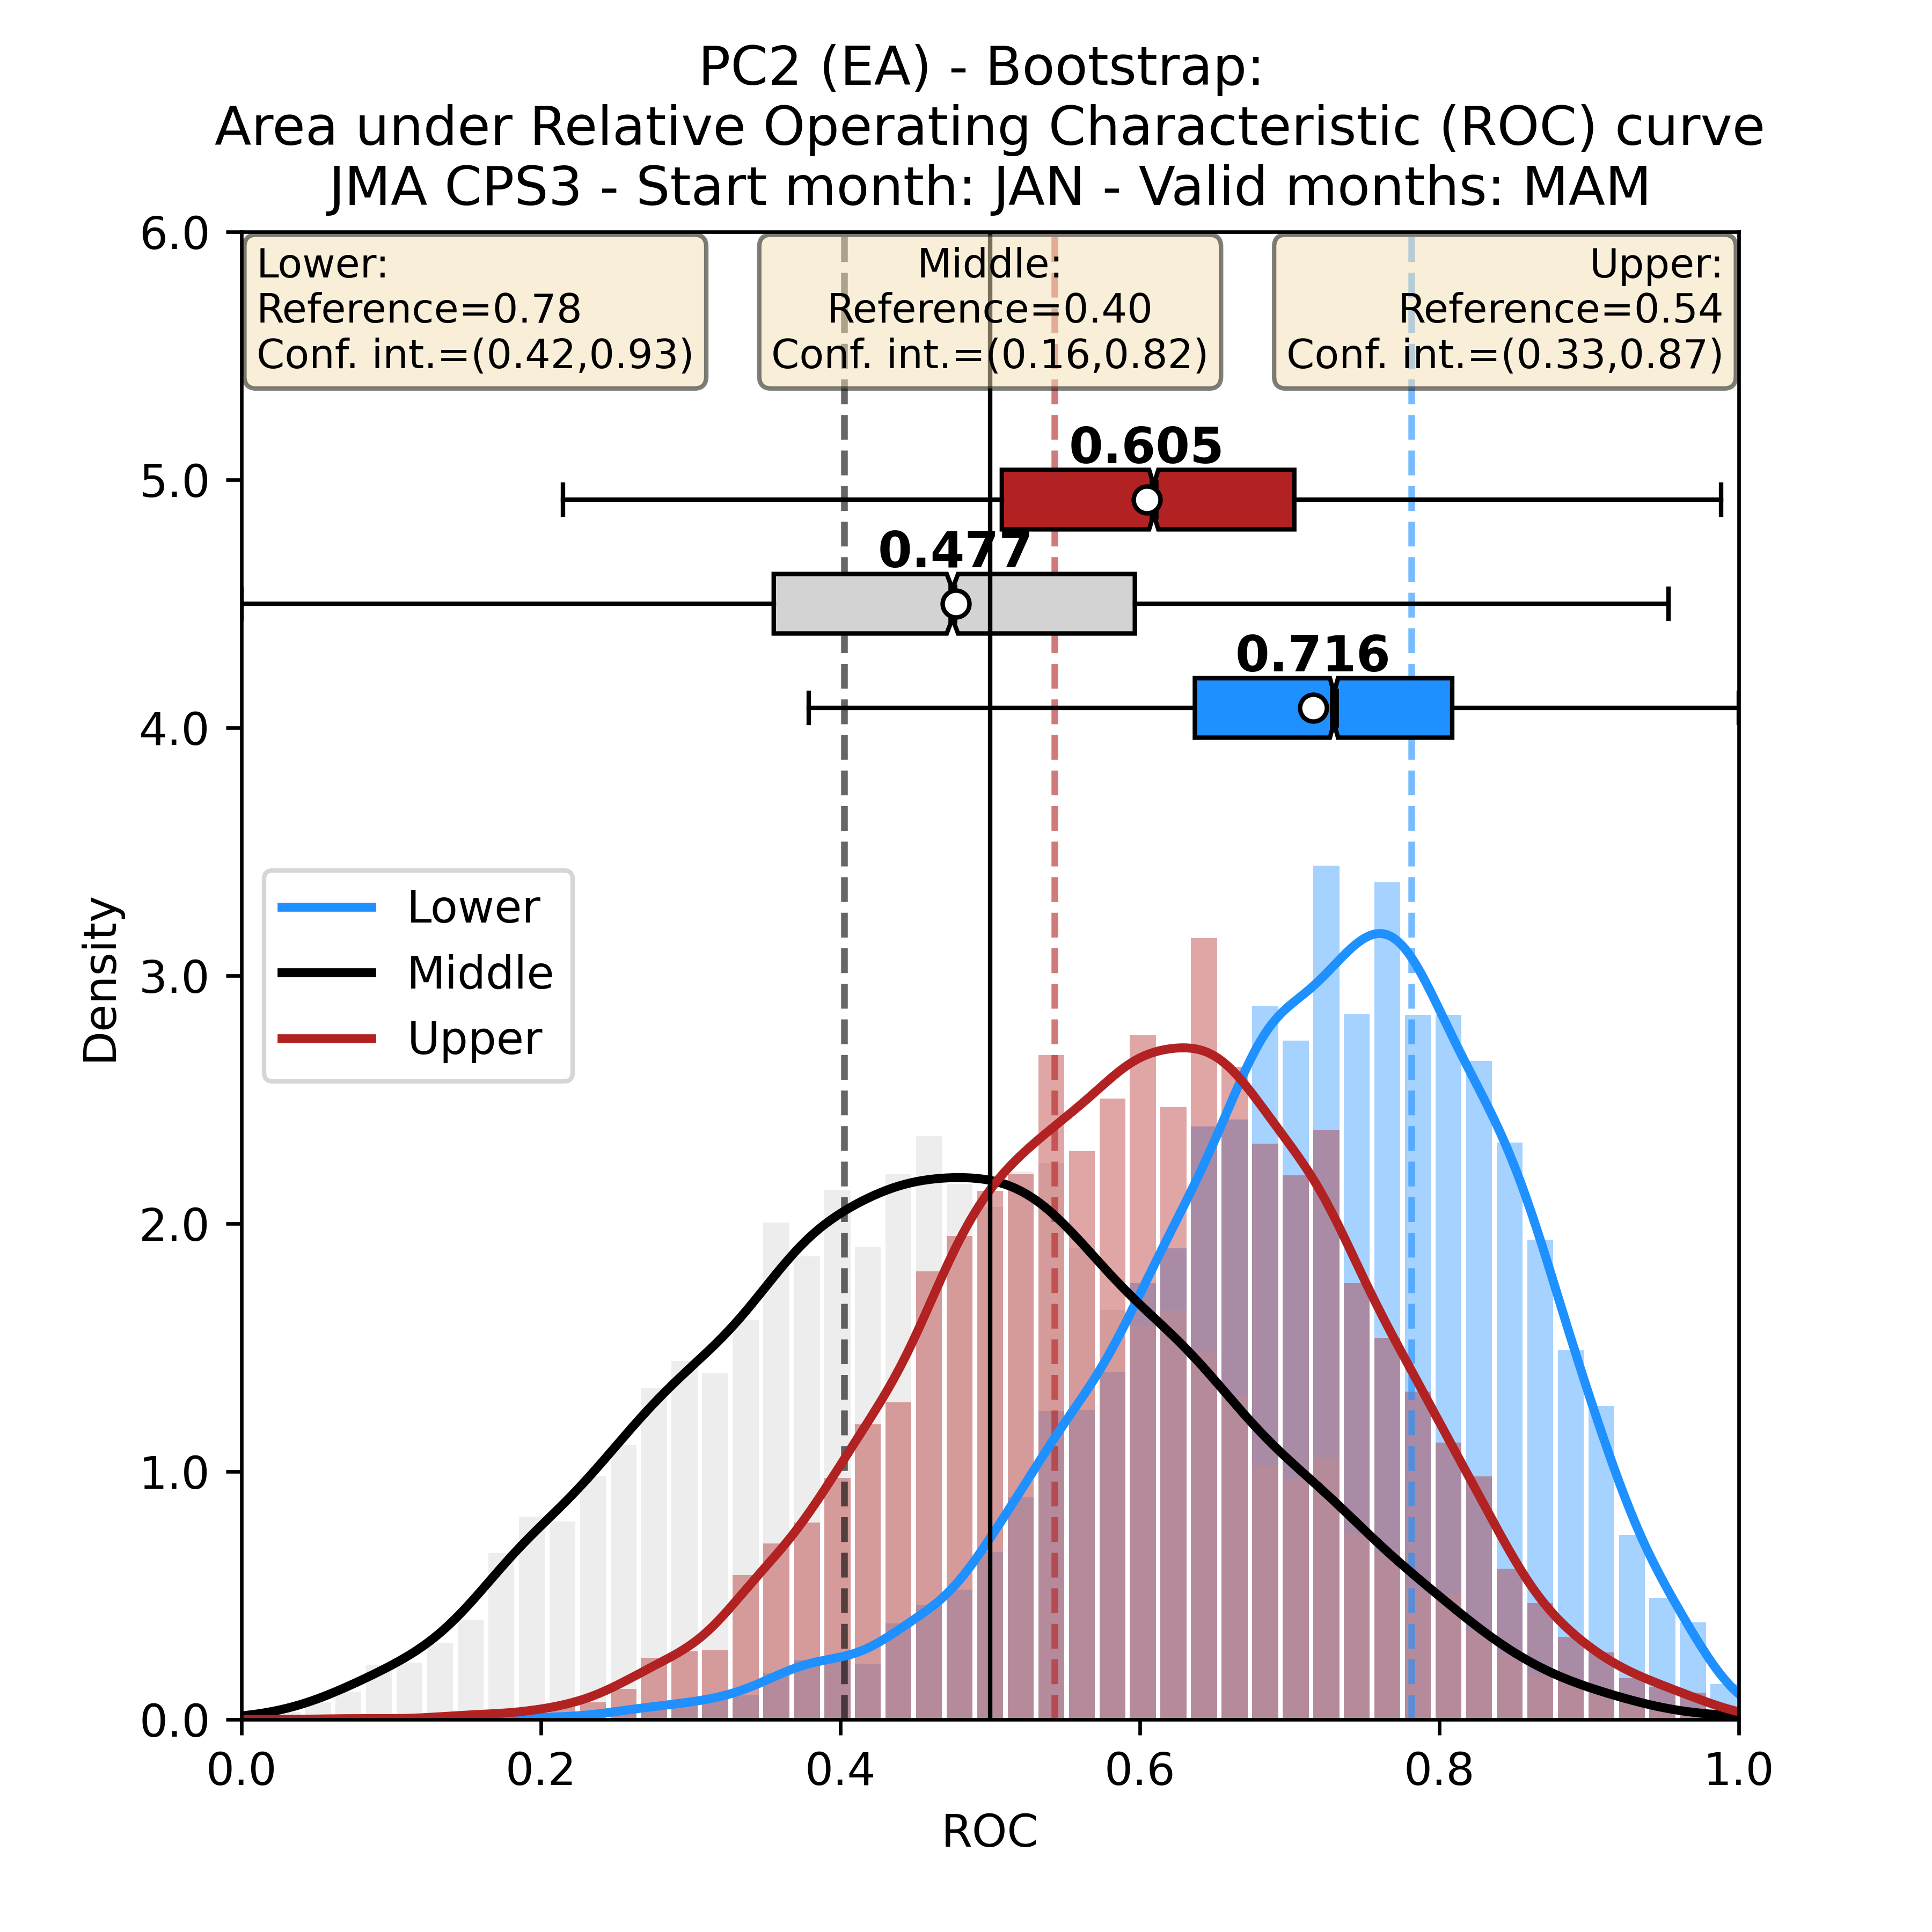 PC2 (EA) - Bootstrap:
Area under Relative Operating Characteristic (ROC) curve
JMA CPS3 - Start month: JAN - Valid months: MAM
Lower:
Reference=0.78
Conf. int.=(0.42,0.93)
Middle:
Reference=0.40
Conf. int.=(0.16,0.82)
Upper:
Reference=0.54
Conf. int.=(0.33,0.87)
0.605
0.477
0.716
6.0
5.0
4.0
3.0
2.0
1.0
0.0
Density
Lower
Middle
Upper
0.0
0.2
0.4
0.6
0.8
1.0
ROC